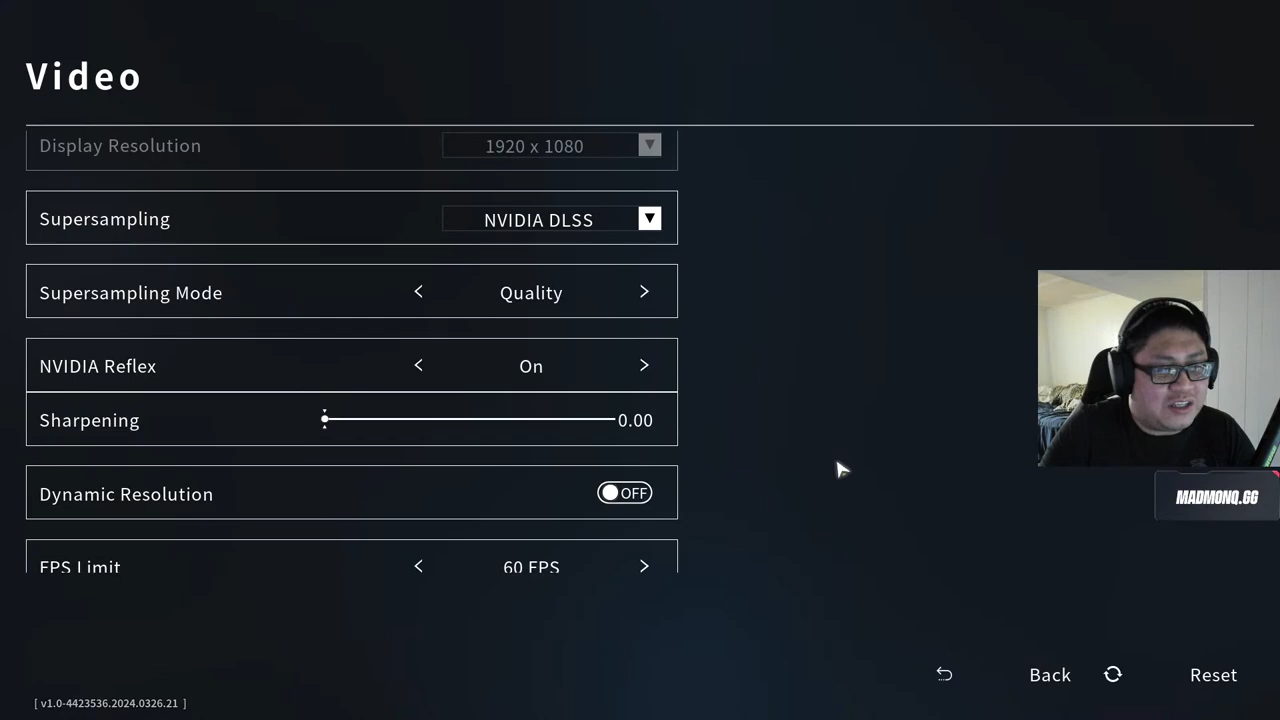 Video
Display Resolution 1920 x 1080
Supersampling NVIDIA DLSS
Supersampling Mode Quality
NVIDIA Reflex On
Sharpening 0.00
Dynamic Resolution OFF
FPS Limit 60 FPS
MADMONQ.GG
Back Reset
[ v1.0-4423536.2024.0326.21 ]